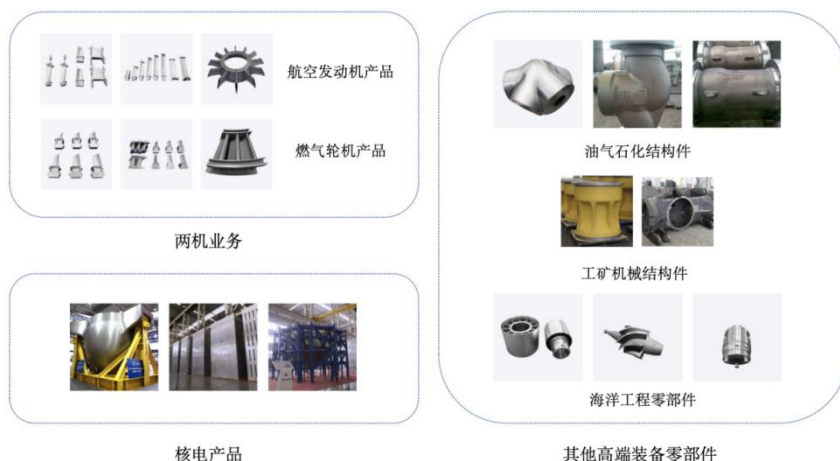 航空发动机产品
燃气轮机产品
两机业务
核电产品
油气石化结构件
工矿机械结构件
海洋工程零部件
其他高端装备零部件